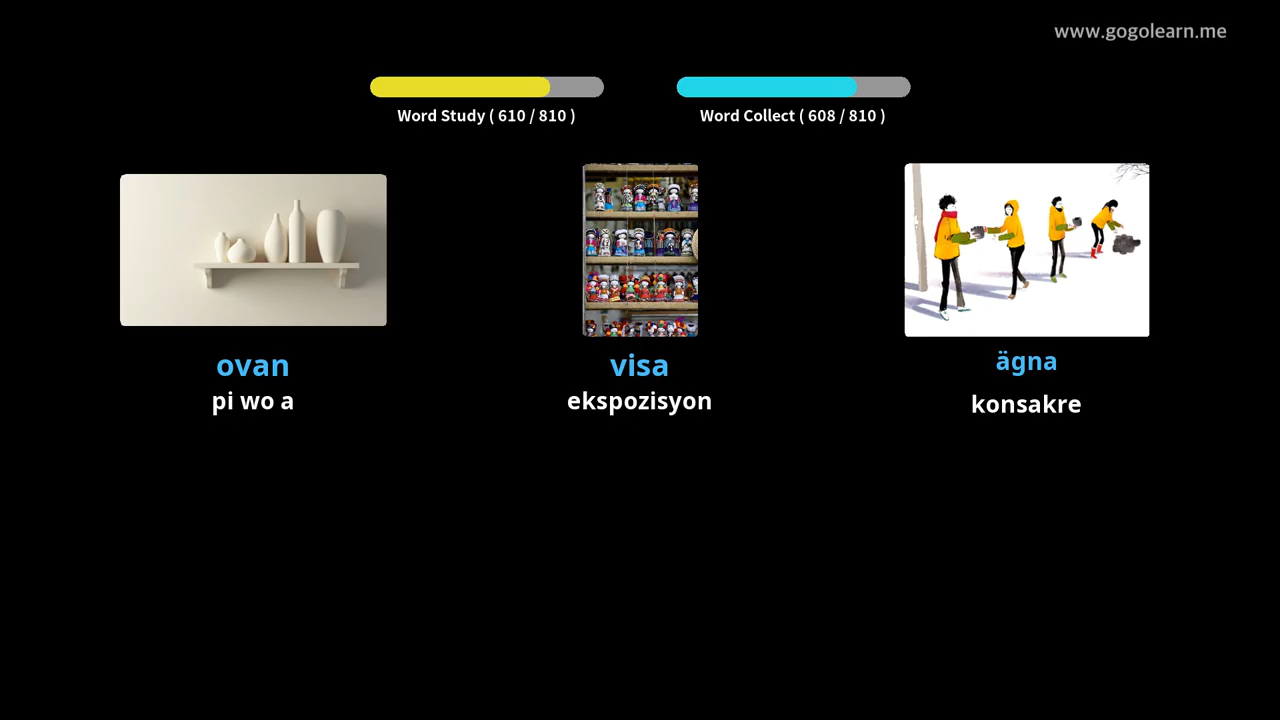 www.gogolearn.me
Word Study ( 610 / 810 )
Word Collect ( 608 / 810 )
ovan
pi wo a
visa
ekspozisyon
ägna
konsakre